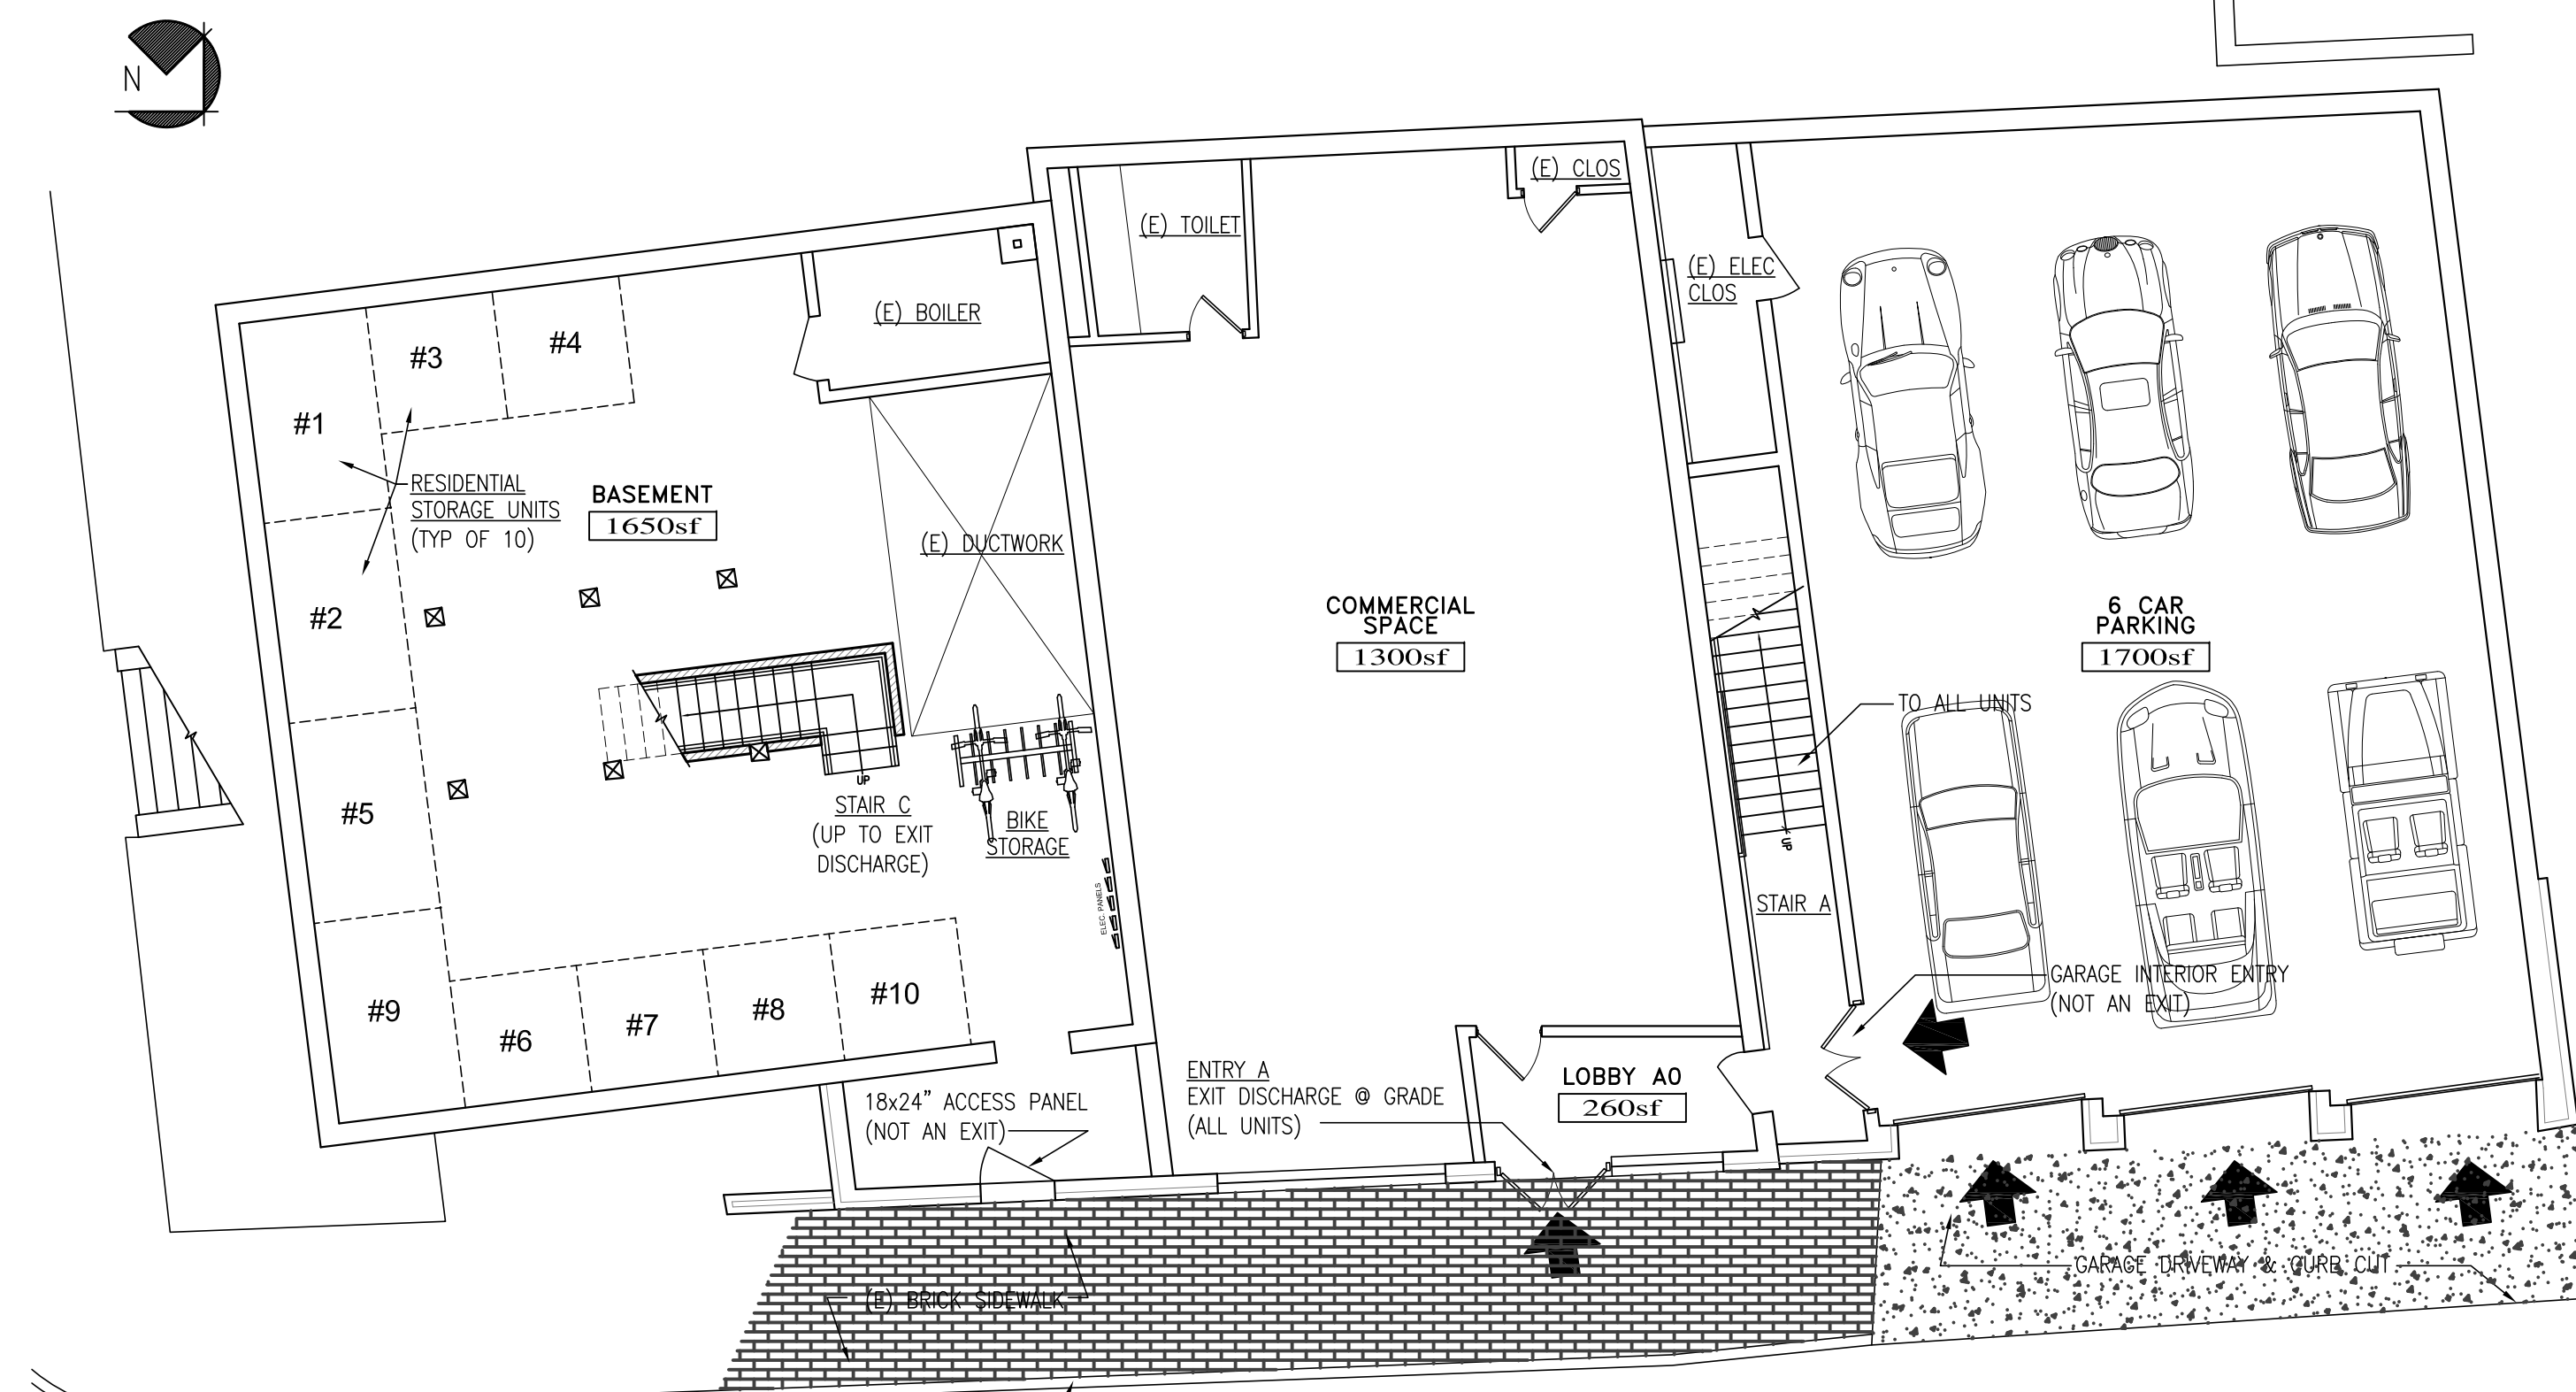 N
(E) CLOS
(E) TOILET
(E) ELEC
CLOS
(E) BOILER
#1
#3
#4
RESIDENTIAL
STORAGE UNITS
(TYP OF 10)
BASEMENT
1650sf
(E) DUCTWORK
#2
COMMERCIAL
SPACE
1300sf
6 CAR
PARKING
1700sf
TO ALL UNITS
UP
STAIR C
(UP TO EXIT
DISCHARGE)
BIKE
STORAGE
#5
UP
ELEC. PANELS
STAIR A
GARAGE INTERIOR ENTRY
(NOT AN EXIT)
#9
#6
#7
#8
#10
18x24" ACCESS PANEL
(NOT AN EXIT)
ENTRY A
EXIT DISCHARGE @ GRADE
(ALL UNITS)
LOBBY A0
260sf
(E) BRICK SIDEWALK
GARAGE DRIVEWAY & CURB CUT